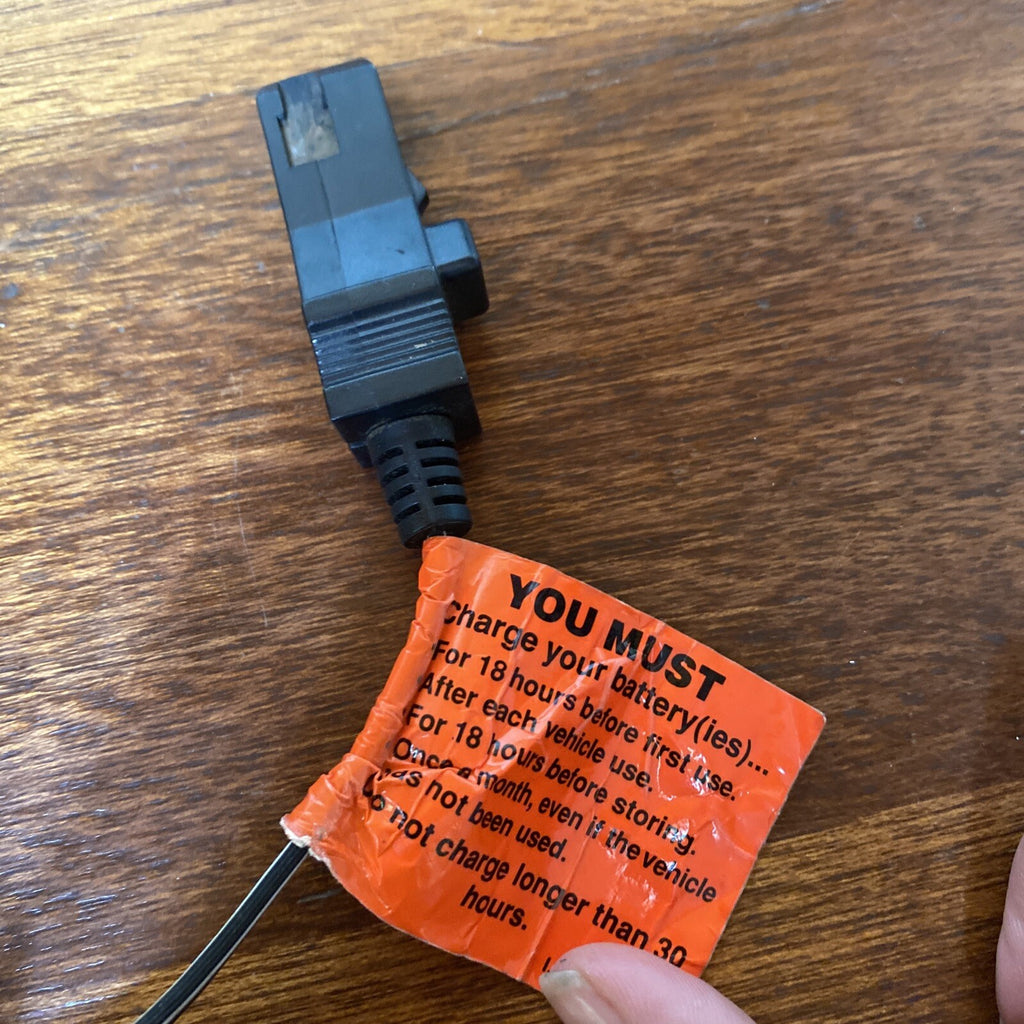 YOU MUST
Charge your battery(ies)...
For 18 hours before first use.
After each vehicle use.
For 18 hours before storing.
Once a month, even if the vehicle
has not been used.
Do not charge longer than 30
hours.